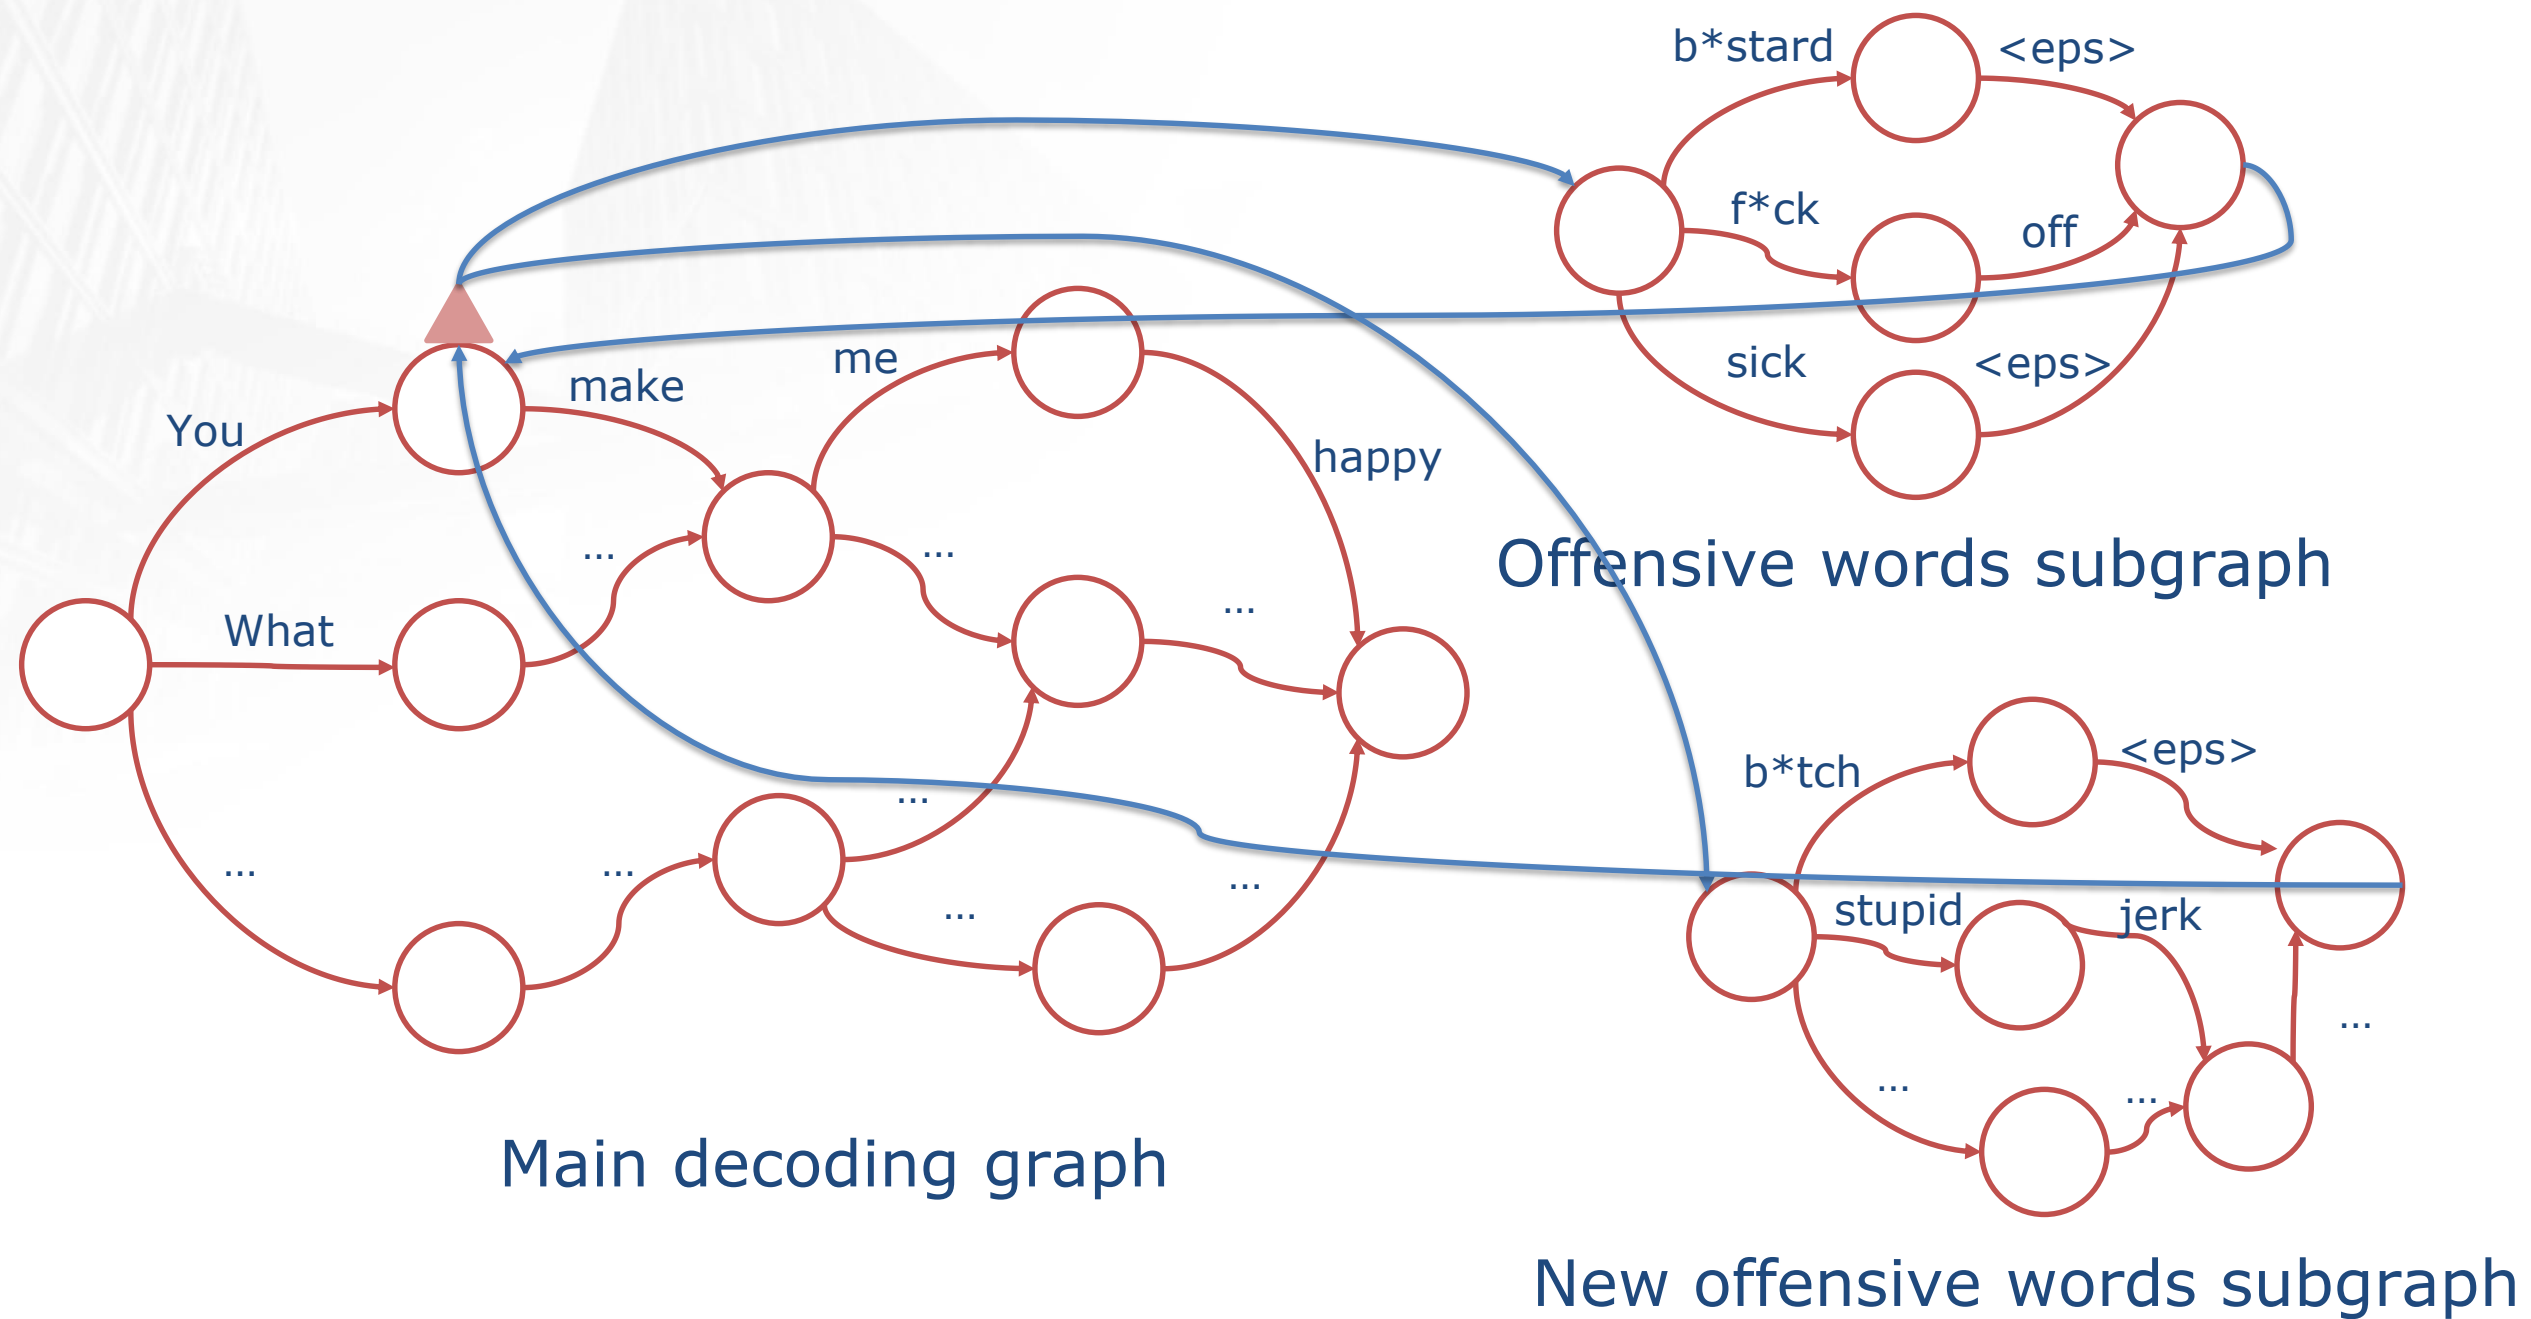 b*stard
<eps>
f*ck
off
sick
<eps>
Offensive words subgraph
You
make
me
happy
...
...
...
What
...
...
...
...
...
...
Main decoding graph
b*tch
<eps>
stupid
jerk
...
...
...
New offensive words subgraph